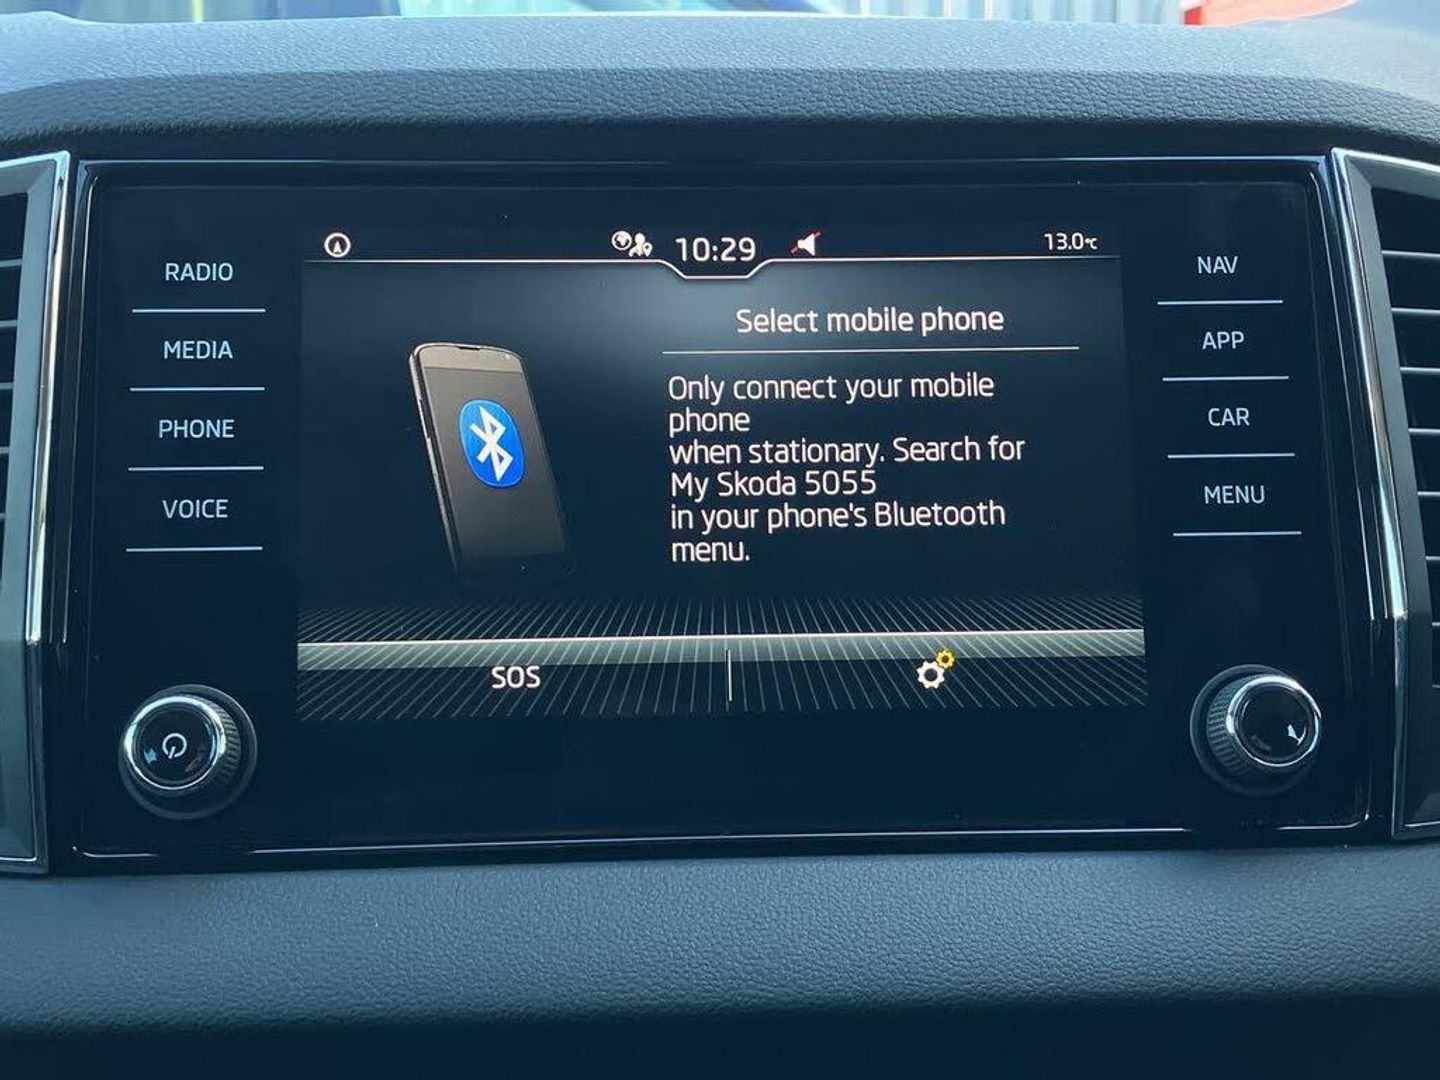 10:29
13.0°C
RADIO
MEDIA
PHONE
VOICE
Select mobile phone
Only connect your mobile
phone
when stationary. Search for
My Skoda 5055
in your phone's Bluetooth
menu.
SOS
NAV
APP
CAR
MENU